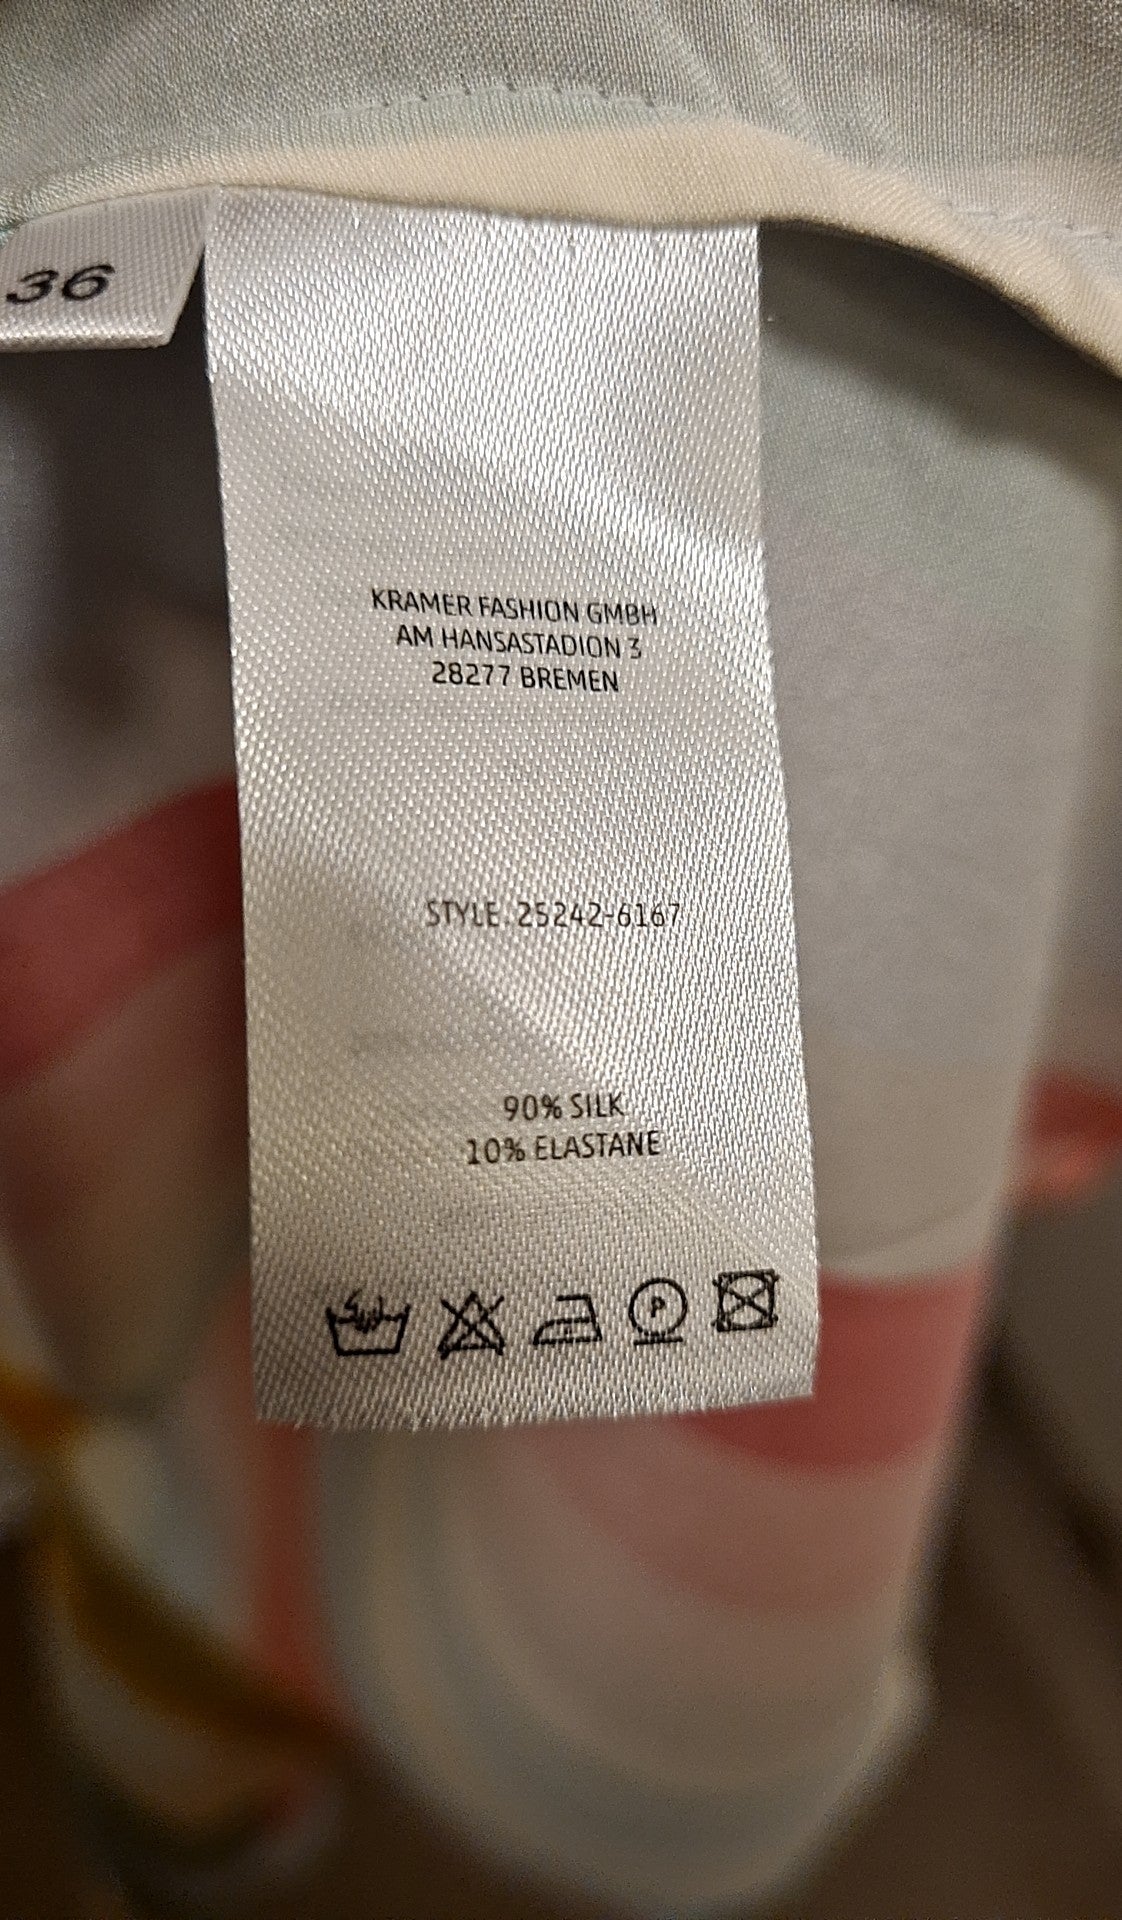 36
KRAMER FASHION GMBH
AM HANSASTADION 3
28277 BREMEN
STYLE. 25242-6167
90% SILK
10% ELASTANE
P